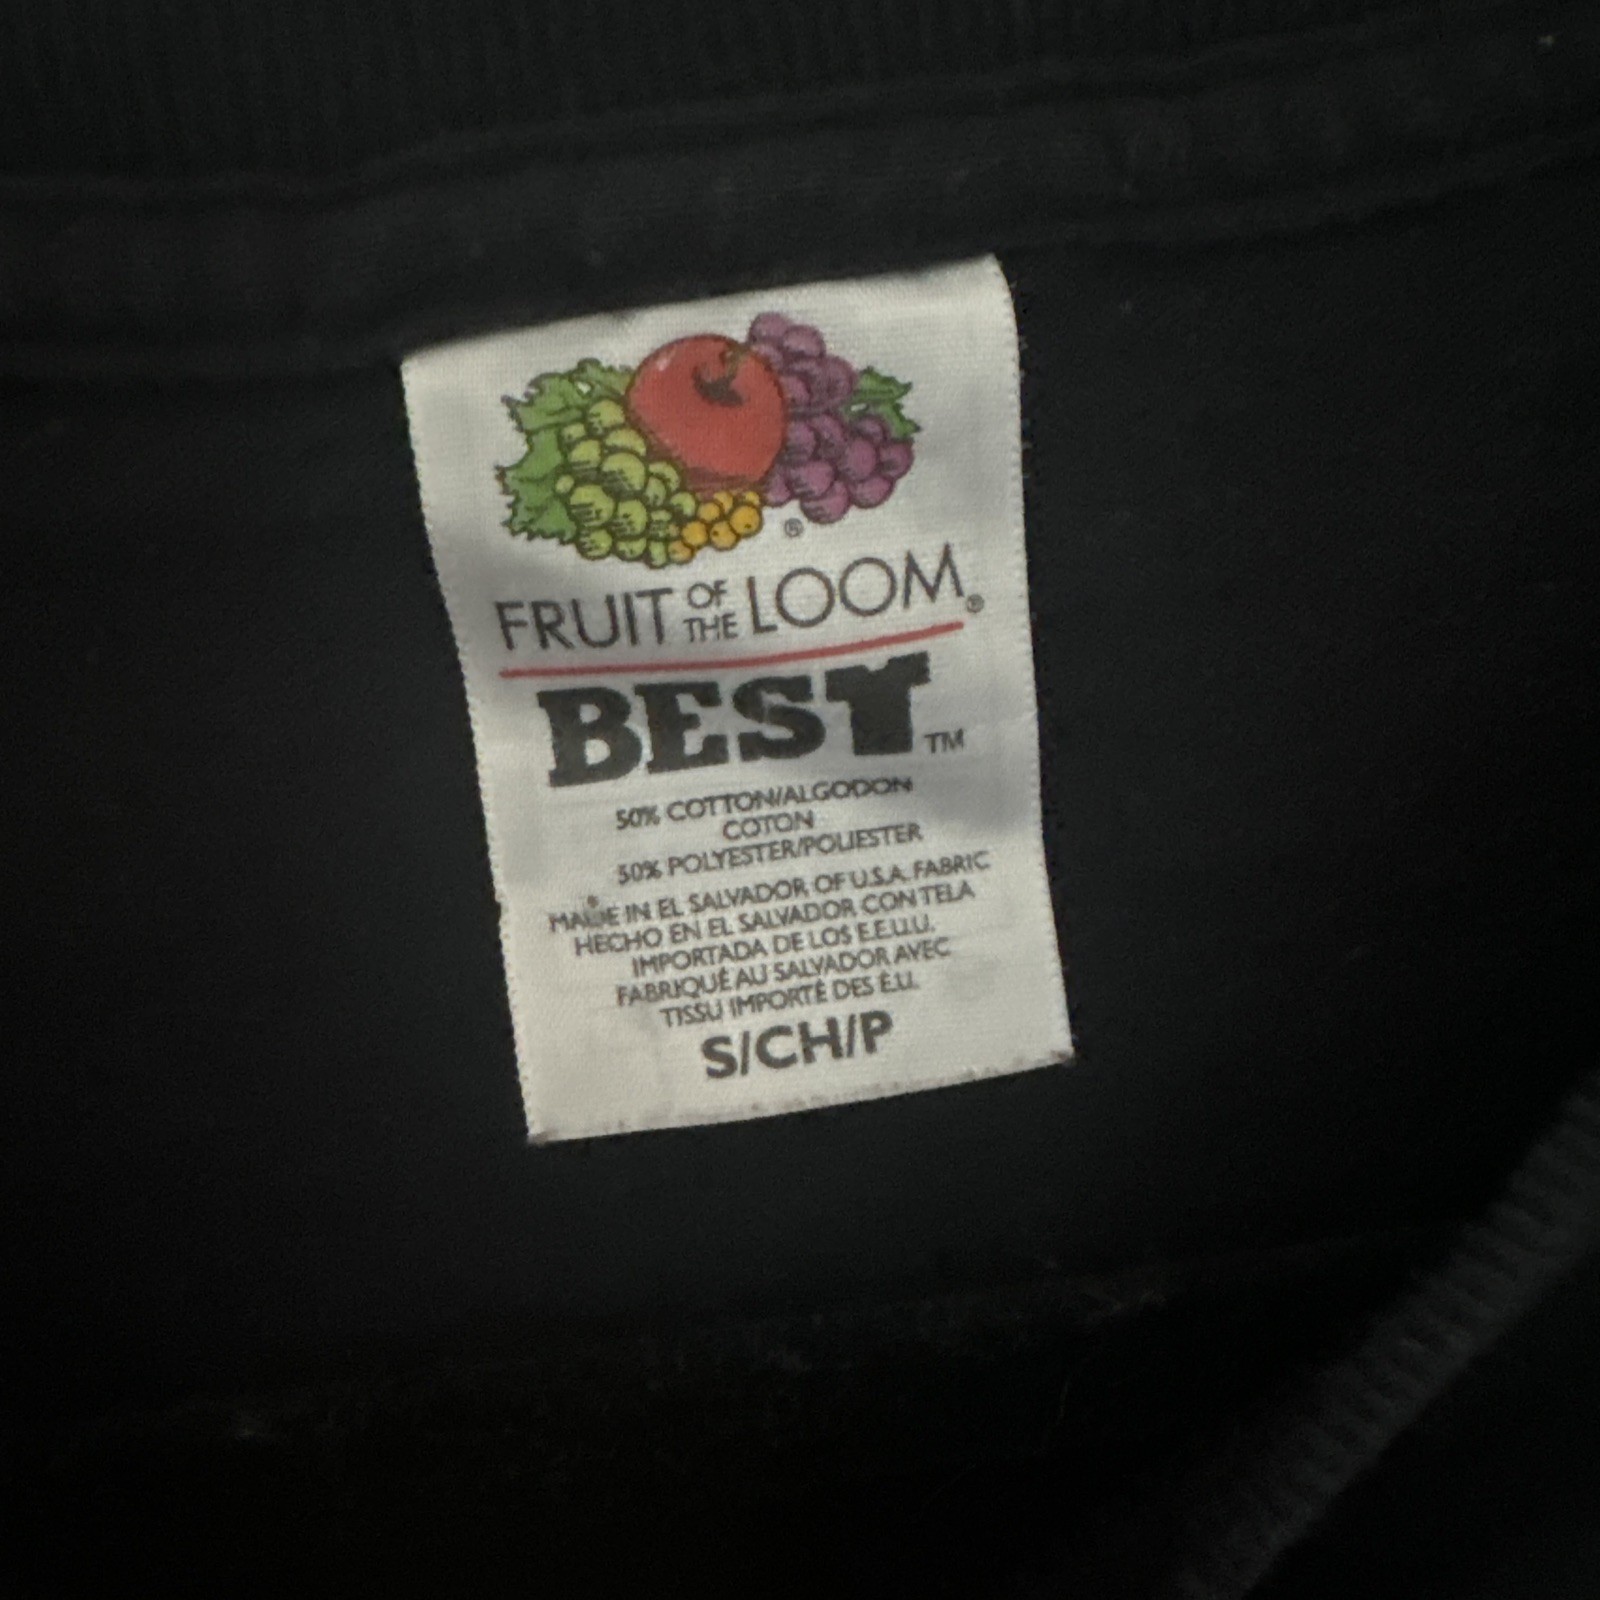 ®
FRUIT OF THE LOOM®
BEST™
50% COTTON/ALGODON
COTON
50% POLYESTER/POLIESTER
MADE IN EL SALVADOR OF U.S.A. FABRIC
HECHO EN EL SALVADOR CON TELA
IMPORTADA DE LOS E.E.U.U.
FABRIQUÉ AU SALVADOR AVEC
TISSU IMPORTÉ DES É.U.
S/CH/P